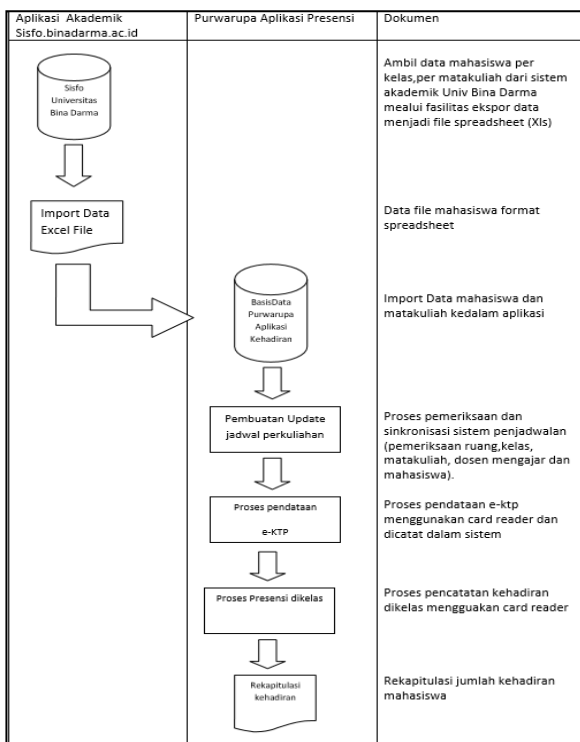 Aplikasi Akademik
Sisfo.binadarma.ac.id
Purwarupa Aplikasi Presensi
Dokumen
Sisfo
Universitas
Bina Darma
Ambil data mahasiswa per
kelas,per matakuliah dari sistem
akademik Univ Bina Darma
mealui fasilitas ekspor data
menjadi file spreadsheet (Xls)
Import Data
Excel File
Data file mahasiswa format
spreadsheet
BasisData
Purwarupa
Aplikasi
Kehadiran
Import Data mahasiswa dan
matakuliah kedalam aplikasi
Pembuatan Update
jadwal perkuliahan
Proses pemeriksaan dan
sinkronisasi sistem penjadwalan
(pemeriksaan ruang,kelas,
matakuliah, dosen mengajar dan
mahasiswa).
Proses pendataan
e-KTP
Proses pendataan e-ktp
menggunakan card reader dan
dicatat dalam sistem
Proses Presensi dikelas
Proses pencatatan kehadiran
dikelas mengguakan card reader
Rekapitulasi
kehadiran
Rekapitulasi jumlah kehadiran
mahasiswa